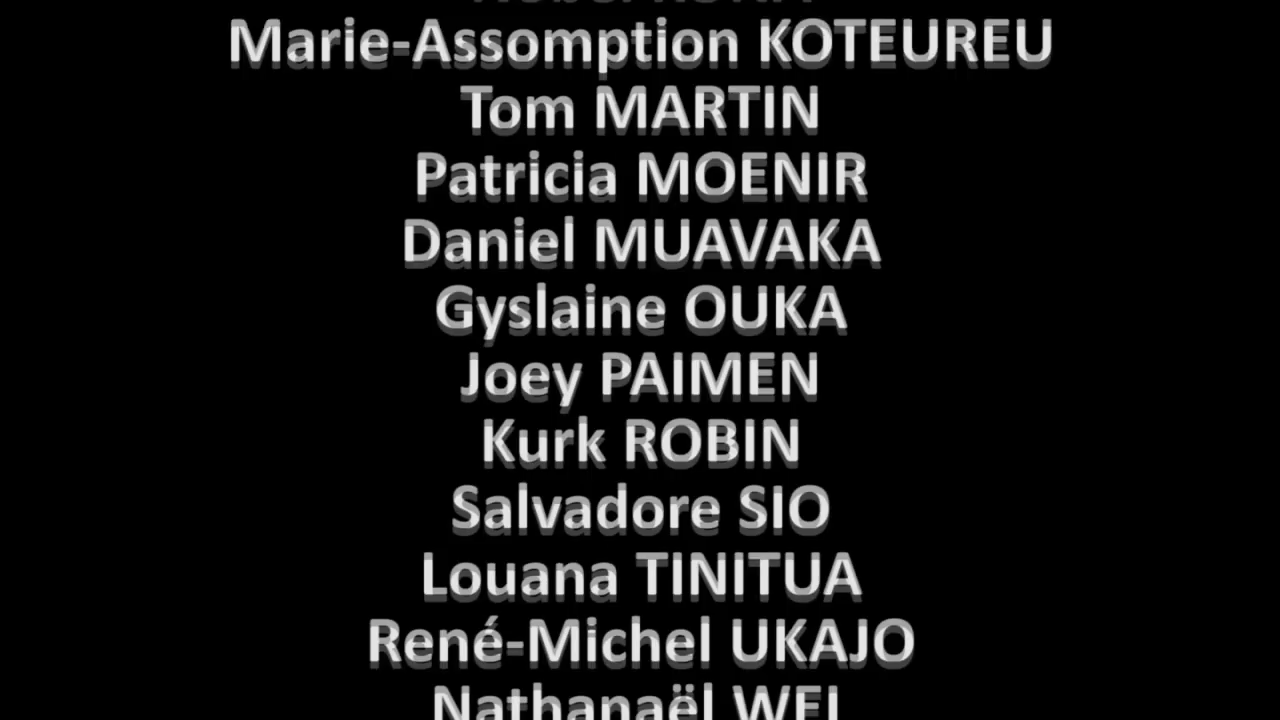 Marie-Assomption KOTEUREU
Tom MARTIN
Patricia MOENIR
Daniel MUAVAKA
Gyslaine OUKA
Joey PAIMEN
Kurk ROBIN
Salvadore SIO
Louana TINITUA
René-Michel UKAJO
Nathanaël